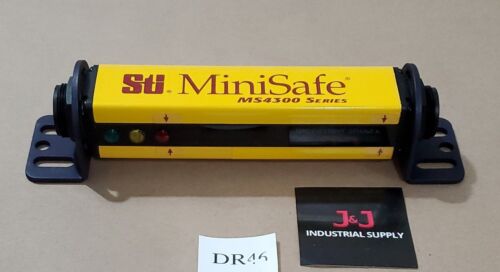 STI® MiniSafe®
MS4300 SERIES
J&J
INDUSTRIAL SUPPLY
DR46